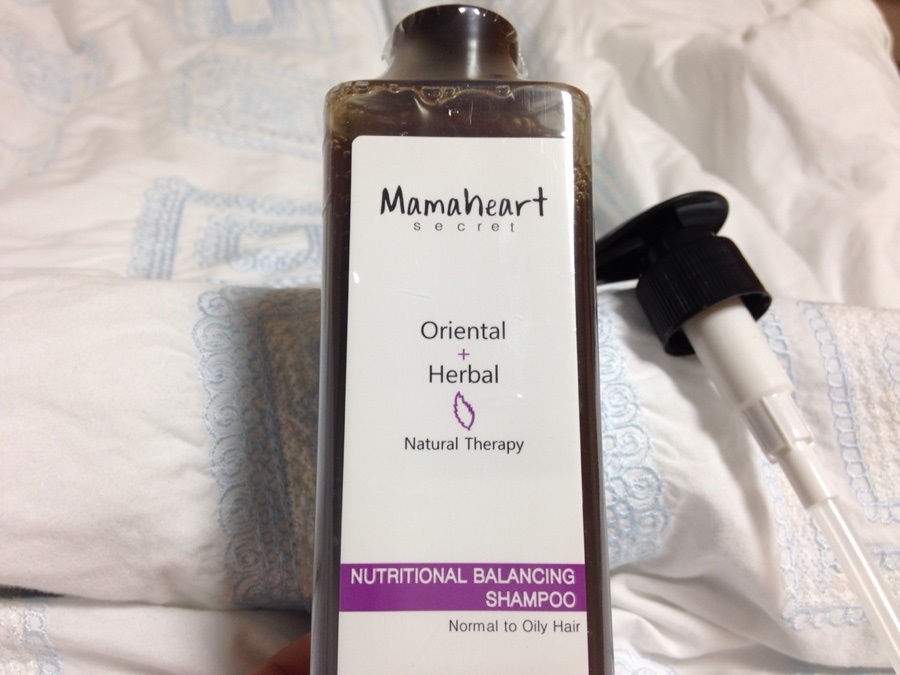 Mamaheart
secret
Oriental
+
Herbal
Natural Therapy
NUTRITIONAL BALANCING
SHAMPOO
Normal to Oily Hair